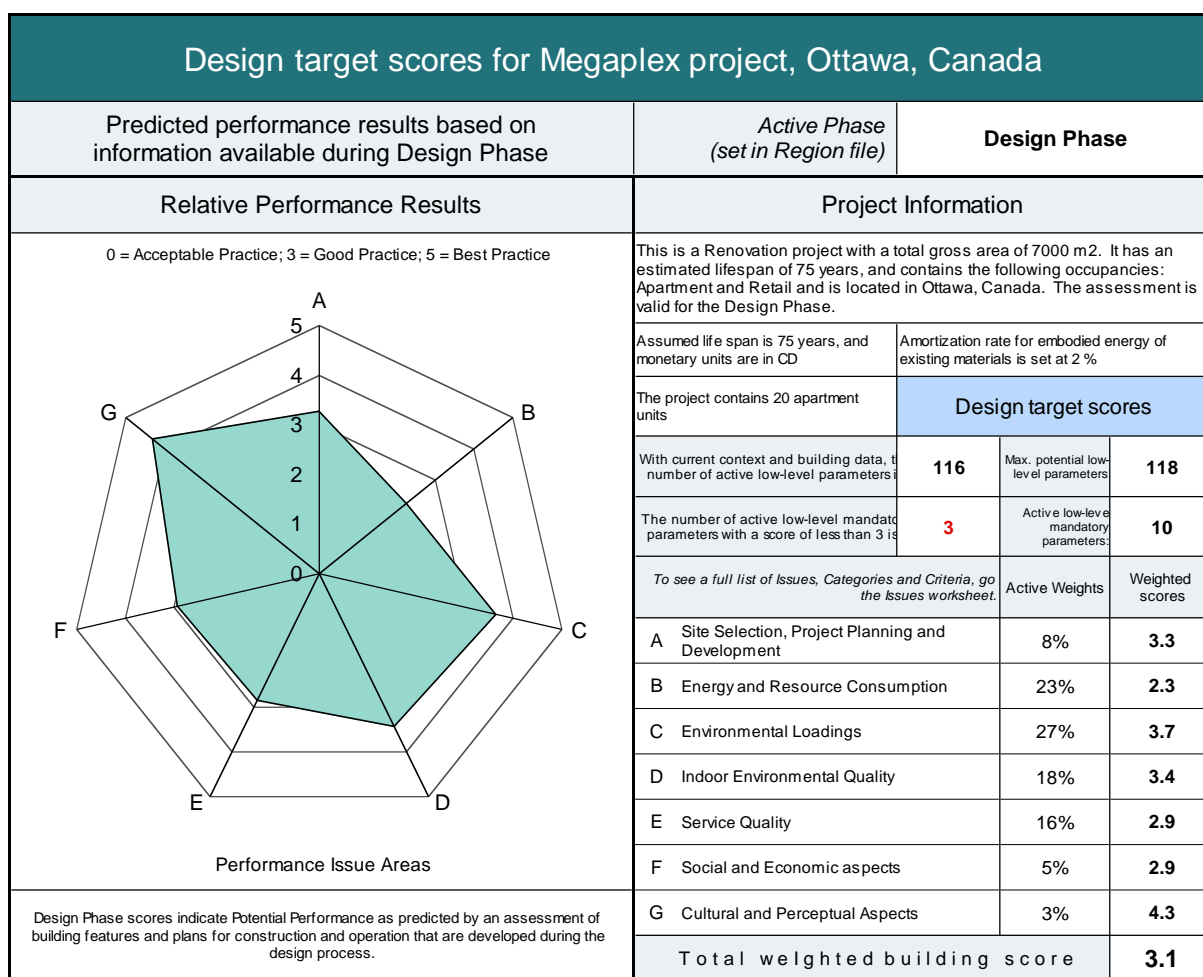 Design target scores for Megaplex project, Ottawa, Canada
Predicted performance results based on
information available during Design Phase
Active Phase
(set in Region file)
Design Phase
Relative Performance Results
0 = Acceptable Practice; 3 = Good Practice; 5 = Best Practice
A
5
4
G
B
3
2
1
0
F
C
E
D
Performance Issue Areas
Design Phase scores indicate Potential Performance as predicted by an assessment of
building features and plans for construction and operation that are developed during the
design process.
Project Information
This is a Renovation project with a total gross area of 7000 m2. It has an
estimated lifespan of 75 years, and contains the following occupancies:
Apartment and Retail and is located in Ottawa, Canada. The assessment is
valid for the Design Phase.
Assumed life span is 75 years, and
monetary units are in CD
Amortization rate for embodied energy of
existing materials is set at 2 %
The project contains 20 apartment
units
Design target scores
With current context and building data, t
number of active low-level parameters i
116
Max. potential low-
level parameters
118
The number of active low-level mandato
parameters with a score of less than 3 is
3
Active low-leve
mandatory
parameters:
10
To see a full list of Issues, Categories and Criteria, go
the Issues worksheet.
Active Weights
Weighted
scores
A Site Selection, Project Planning and
Development 8% 3.3
B Energy and Resource Consumption 23% 2.3
C Environmental Loadings 27% 3.7
D Indoor Environmental Quality 18% 3.4
E Service Quality 16% 2.9
F Social and Economic aspects 5% 2.9
G Cultural and Perceptual Aspects 3% 4.3
Total weighted building score 3.1